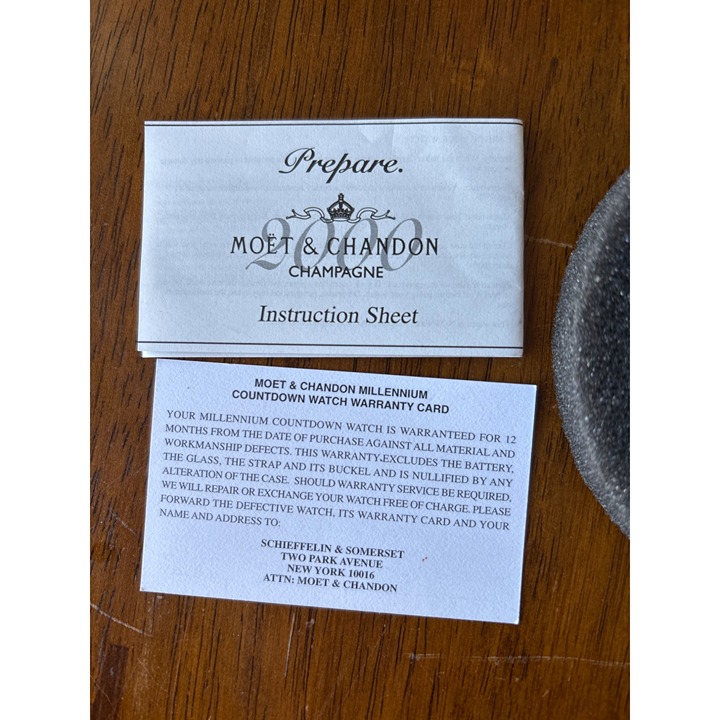 Prepare.
2000
MOËT & CHANDON
CHAMPAGNE
Instruction Sheet
MOET & CHANDON MILLENNIUM
COUNTDOWN WATCH WARRANTY CARD
YOUR MILLENNIUM COUNTDOWN WATCH IS WARRANTEED FOR 12
MONTHS FROM THE DATE OF PURCHASE AGAINST ALL MATERIAL AND
WORKMANSHIP DEFECTS. THIS WARRANTY.EXCLUDES THE BATTERY,
THE GLASS, THE STRAP AND ITS BUCKEL AND IS NULLIFIED BY ANY
ALTERATION OF THE CASE. SHOULD WARRANTY SERVICE BE REQUIRED,
WE WILL REPAIR OR EXCHANGE YOUR WATCH FREE OF CHARGE. PLEASE
FORWARD THE DEFECTIVE WATCH, ITS WARRANTY CARD AND YOUR
NAME AND ADDRESS TO:
SCHIEFFELIN & SOMERSET
TWO PARK AVENUE
NEW YORK 10016
ATTN: MOET & CHANDON